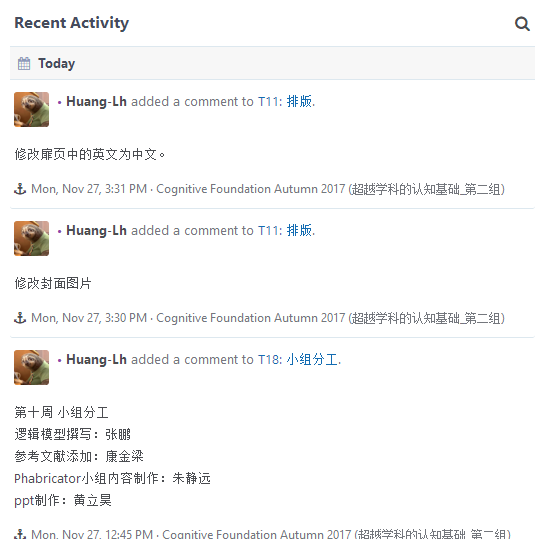 Recent Activity
Today
• Huang-Lh added a comment to T11: 排版.
修改扉页中的英文为中文。
Mon, Nov 27, 3:31 PM · Cognitive Foundation Autumn 2017 (超越学科的认知基础_第二组)
• Huang-Lh added a comment to T11: 排版.
修改封面图片
Mon, Nov 27, 3:30 PM · Cognitive Foundation Autumn 2017 (超越学科的认知基础_第二组)
• Huang-Lh added a comment to T18: 小组分工.
第十周 小组分工
逻辑模型撰写：张鹏
参考文献添加：康金梁
Phabricator小组内容制作：朱静远
ppt制作：黄立昊
Mon, Nov 27, 12:45 PM · Cognitive Foundation Autumn 2017 (超越学科的认知基础_第二组)